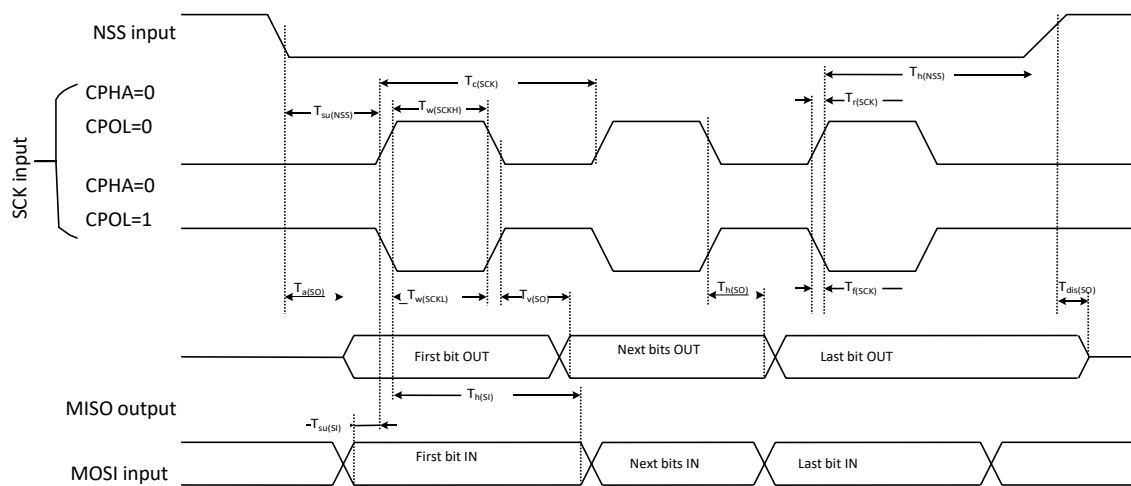 NSS input
Tc(SCK)
Th(NSS)
CPHA=0
Tsu(NSS)
Tw(SCKH)
Tr(SCK)
CPOL=0
SCK input
CPHA=0
CPOL=1
Ta(SO)
Tw(SCKL)
Tv(SO)
Th(SO)
Tf(SCK)
Tdis(SO)
First bit OUT
Next bits OUT
Last bit OUT
Th(SI)
MISO output
Tsu(SI)
First bit IN
Next bits IN
Last bit IN
MOSI input